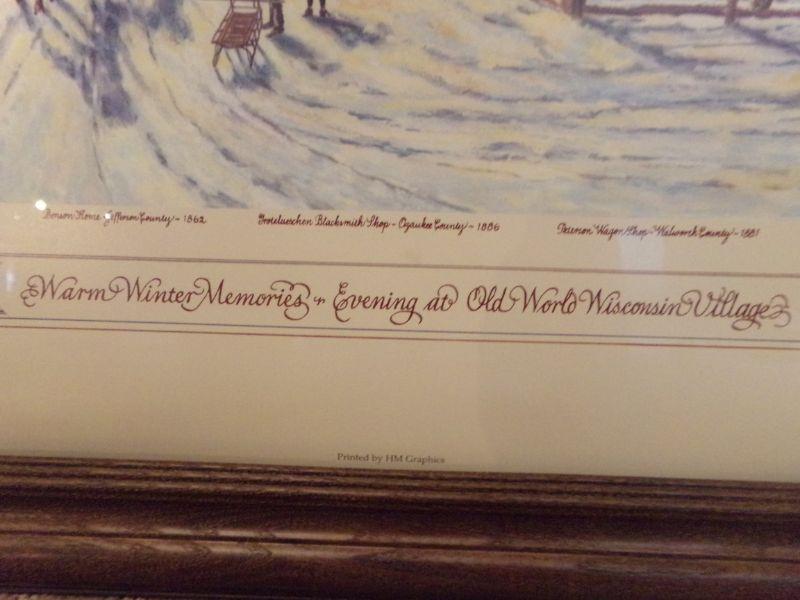 Benson Home - Jefferson County - 1862
Grotelueschen Blacksmith Shop - Ozaukee County - 1886
Peterson Wagon Shop - Walworth County - 1881
Warm Winter Memories - Evening at Old World Wisconsin Village
Printed by HM Graphics